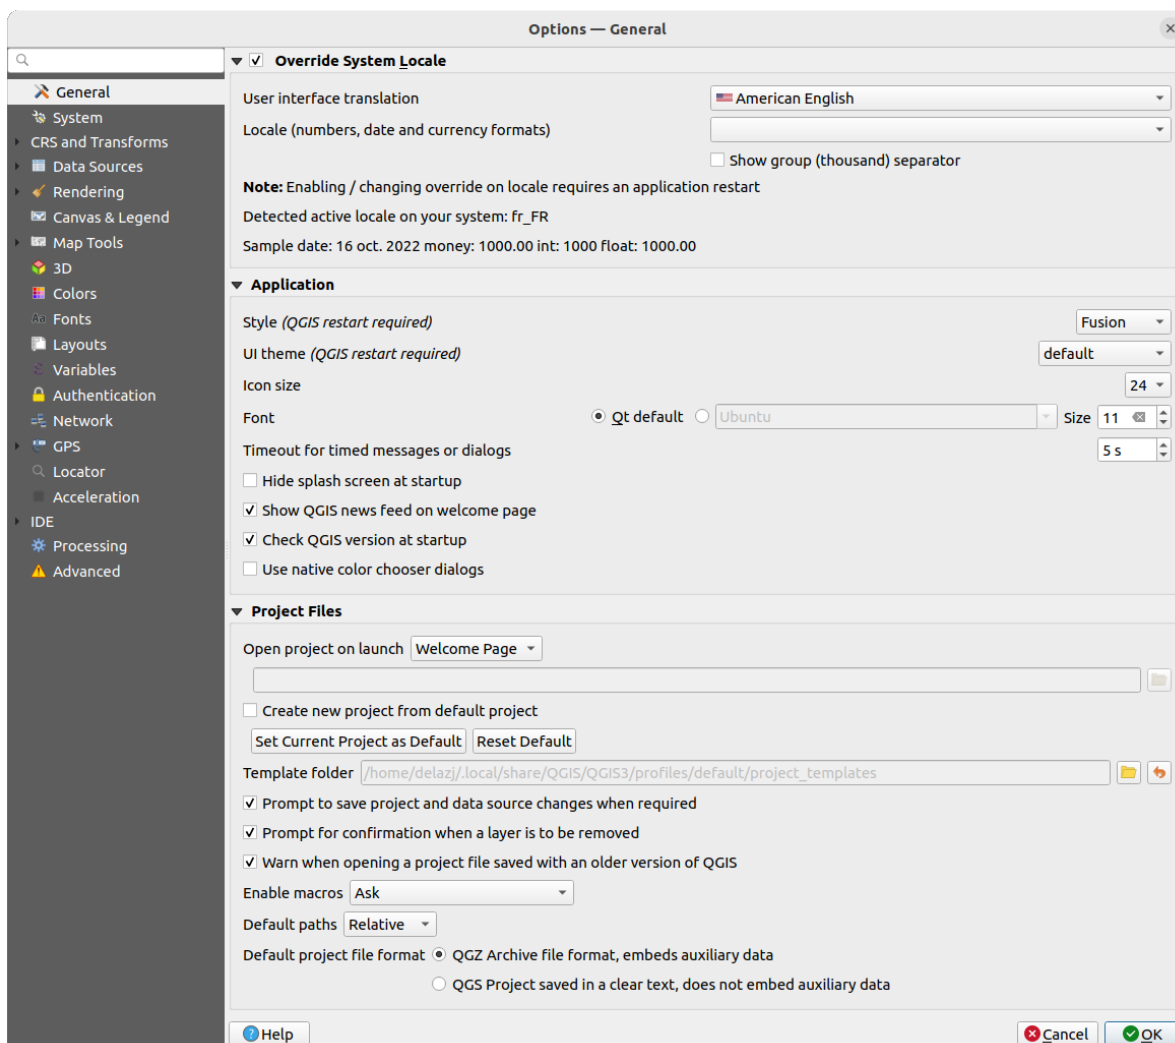 Options — General
Override System Locale
General
User interface translation American English
System
Locale (numbers, date and currency formats)
CRS and Transforms
Show group (thousand) separator
Data Sources
Note: Enabling / changing override on locale requires an application restart
Rendering
Canvas & Legend
Detected active locale on your system: fr_FR
Map Tools
Sample date: 16 oct. 2022 money: 1000.00 int: 1000 float: 1000.00
3D
Application
Colors
Fonts
Style (QGIS restart required) Fusion
Layouts
UI theme (QGIS restart required) default
Variables
Icon size 24
Authentication
Font Qt default Ubuntu Size 11
Network
GPS
Timeout for timed messages or dialogs 5 s
Locator
Hide splash screen at startup
Acceleration
Show QGIS news feed on welcome page
IDE
Check QGIS version at startup
Processing
Use native color chooser dialogs
Advanced
Project Files
Open project on launch Welcome Page
Create new project from default project
Set Current Project as Default Reset Default
Template folder /home/delazj/.local/share/QGIS/QGIS3/profiles/default/project_templates
Prompt to save project and data source changes when required
Prompt for confirmation when a layer is to be removed
Warn when opening a project file saved with an older version of QGIS
Enable macros Ask
Default paths Relative
Default project file format QGZ Archive file format, embeds auxiliary data
QGS Project saved in a clear text, does not embed auxiliary data
Help Cancel OK